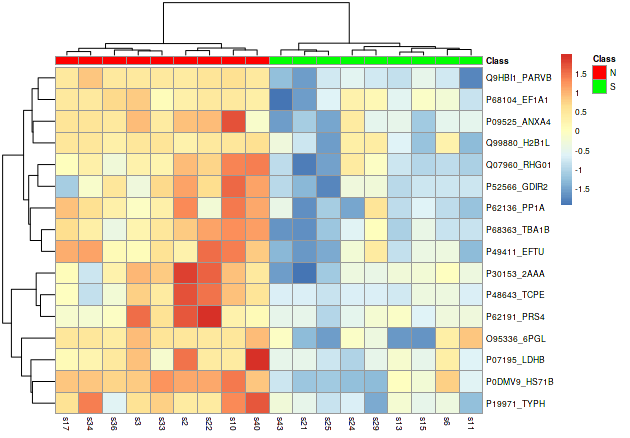 Class
Q9HBI1_PARVB
P68104_EF1A1
P09525_ANXA4
Q99880_H2B1L
Q07960_RHG01
P52566_GDIR2
P62136_PP1A
P68363_TBA1B
P49411_EFTU
P30153_2AAA
P48643_TCPE
P62191_PRS4
O95336_6PGL
P07195_LDHB
P0DMV9_HS71B
P19971_TYPH
s17 s34 s36 s3 s33 s2 s22 s10 s40 s43 s21 s25 s24 s29 s13 s15 s6 s11
1.5
1
0.5
0
-0.5
-1
-1.5
Class
N
S